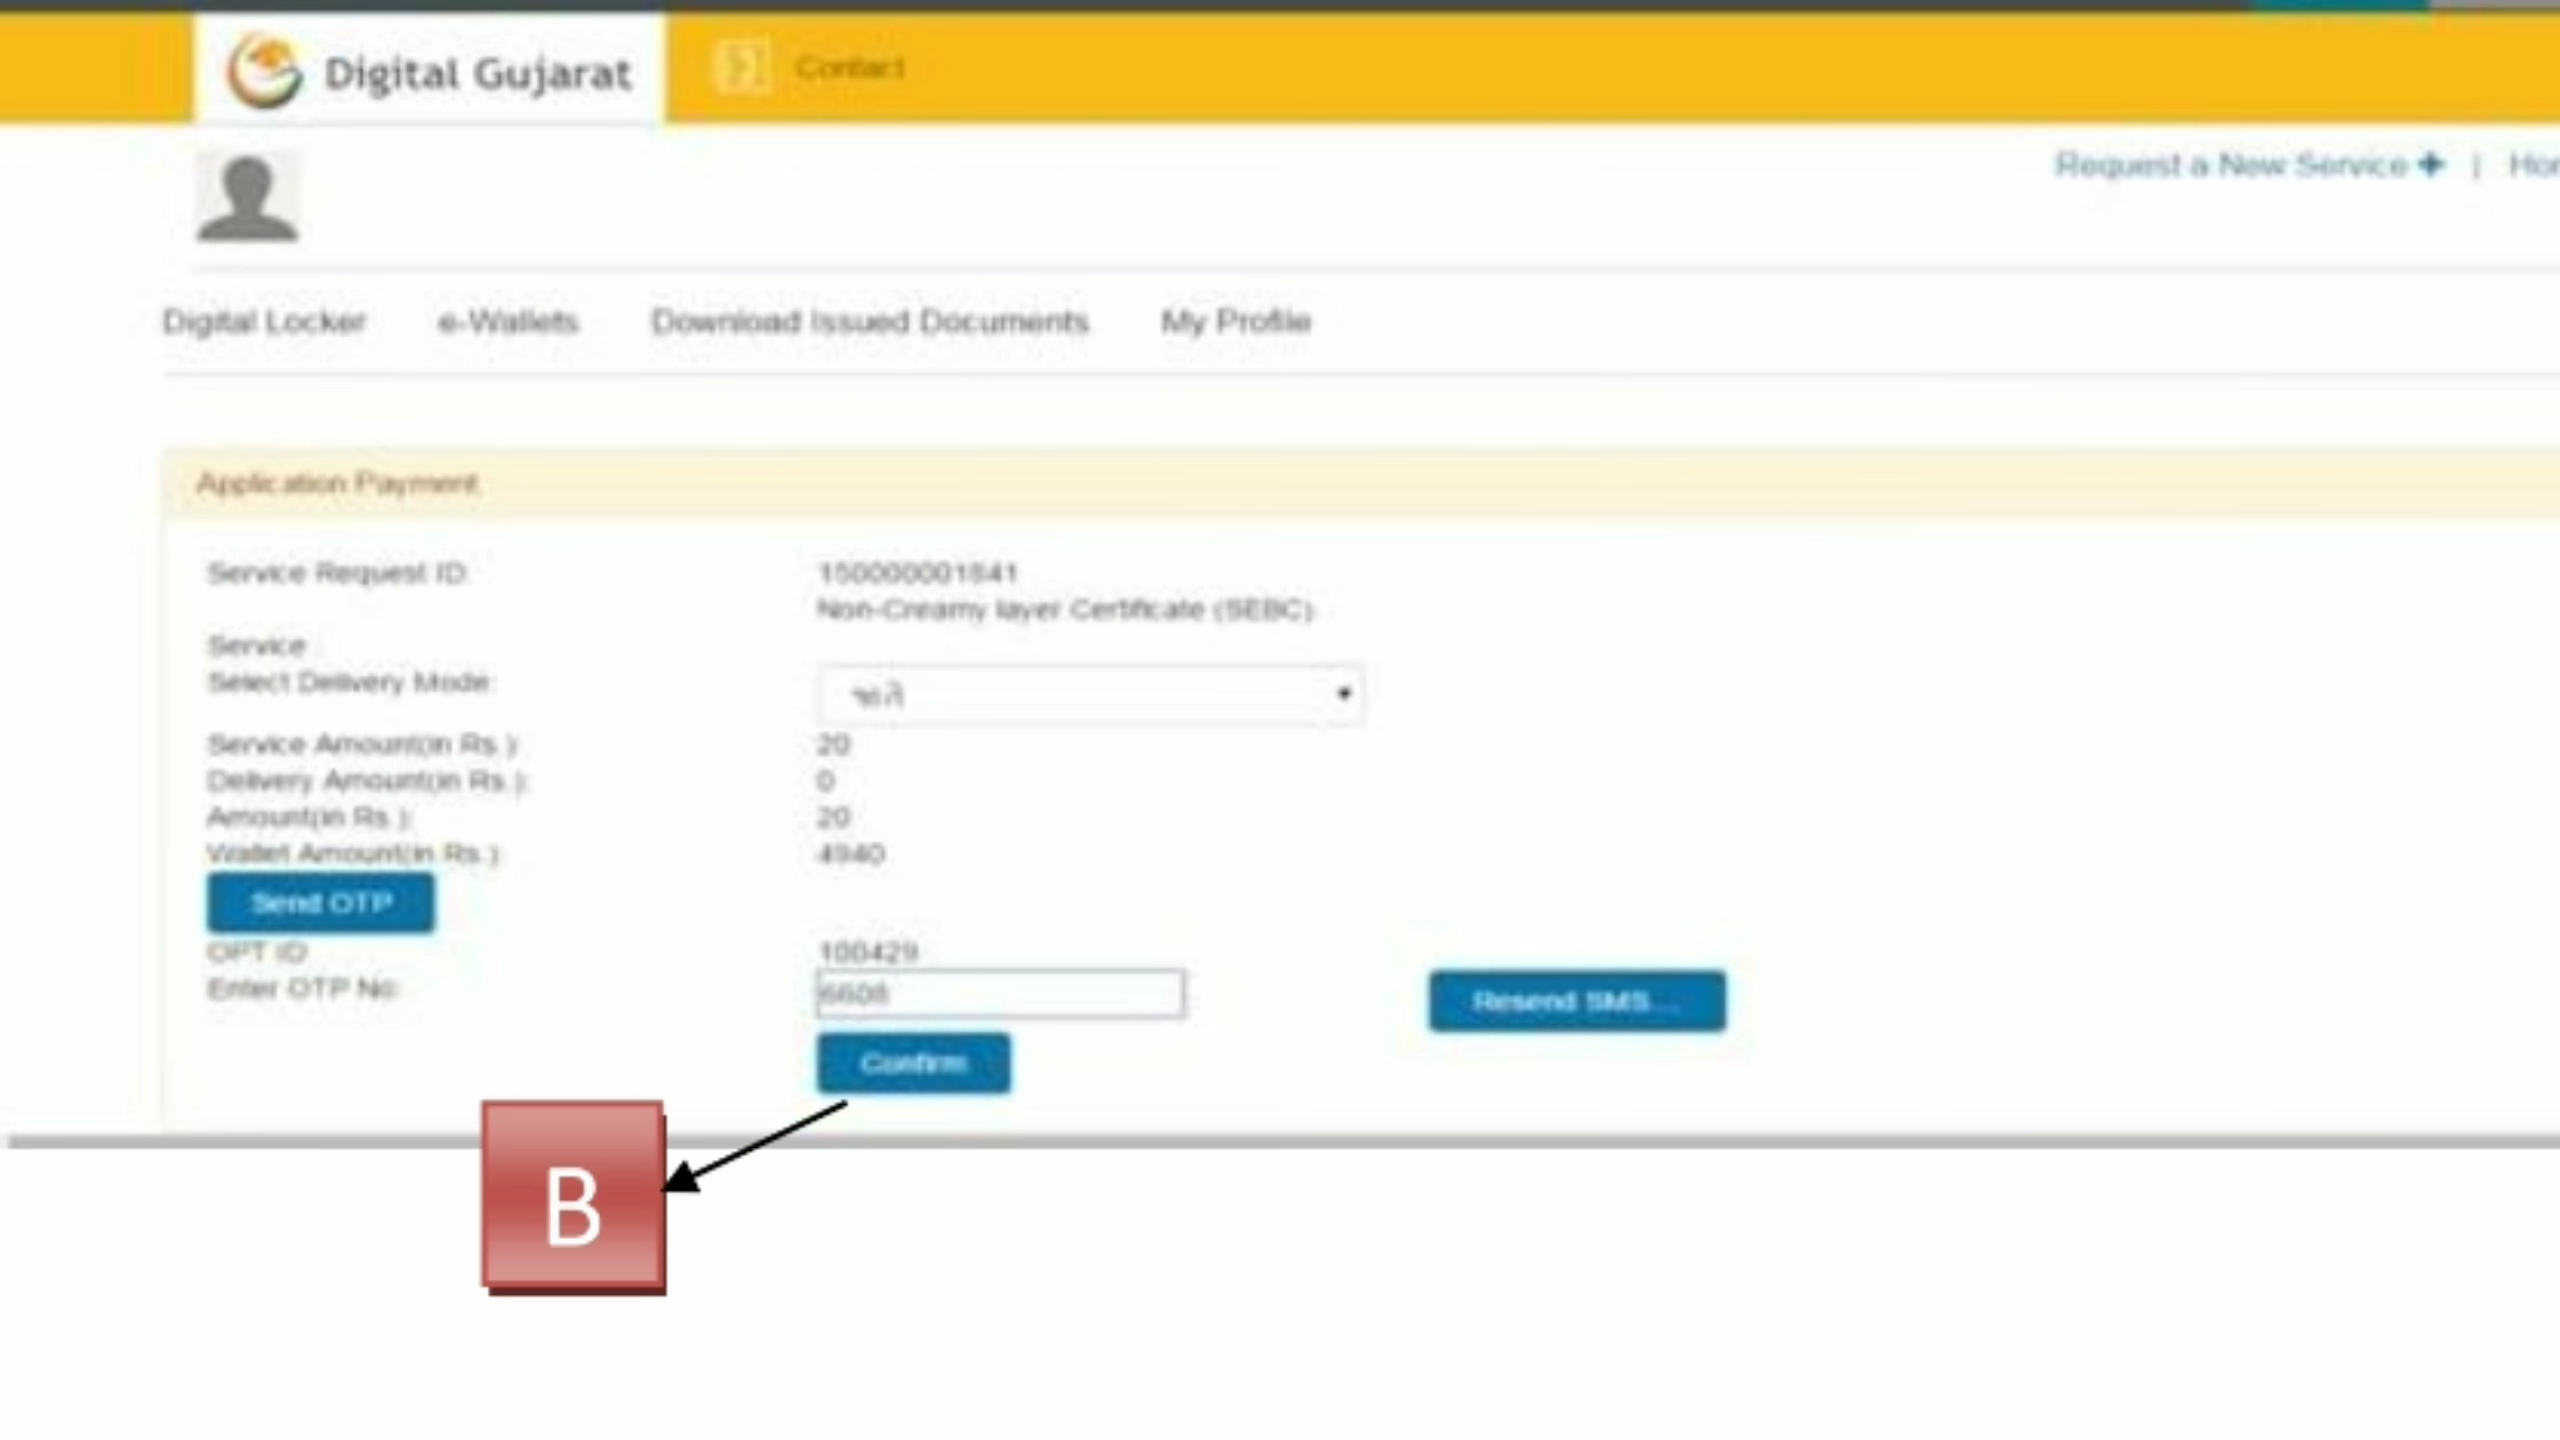 Digital Gujarat
Contact
Request a New Service + |
Digital Locker e-Wallets Download Issued Documents My Profile
Application Payment
Service Request ID: 150000001841
Non-Creamy layer Certificate (SEBC)
Service :
Select Delivery Mode:
Service Amount(in Rs.): 20
Delivery Amount(in Rs.): 0
Amount(in Rs.): 20
Wallet Amount(in Rs.): 4940
Send OTP
OPT ID 100429
Enter OTP No: 6608 Resend SMS....
Confirm
B